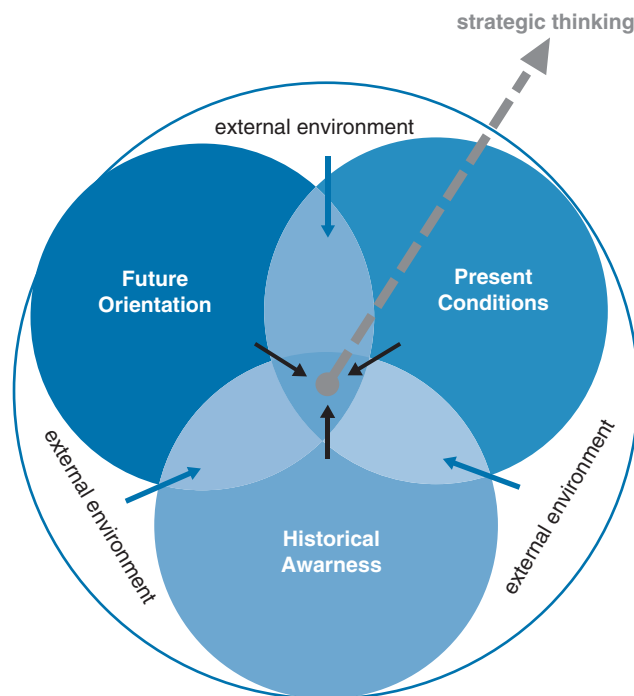 strategic thinking
external environment
Future
Orientation
Present
Conditions
external environment
external environment
Historical
Awarness